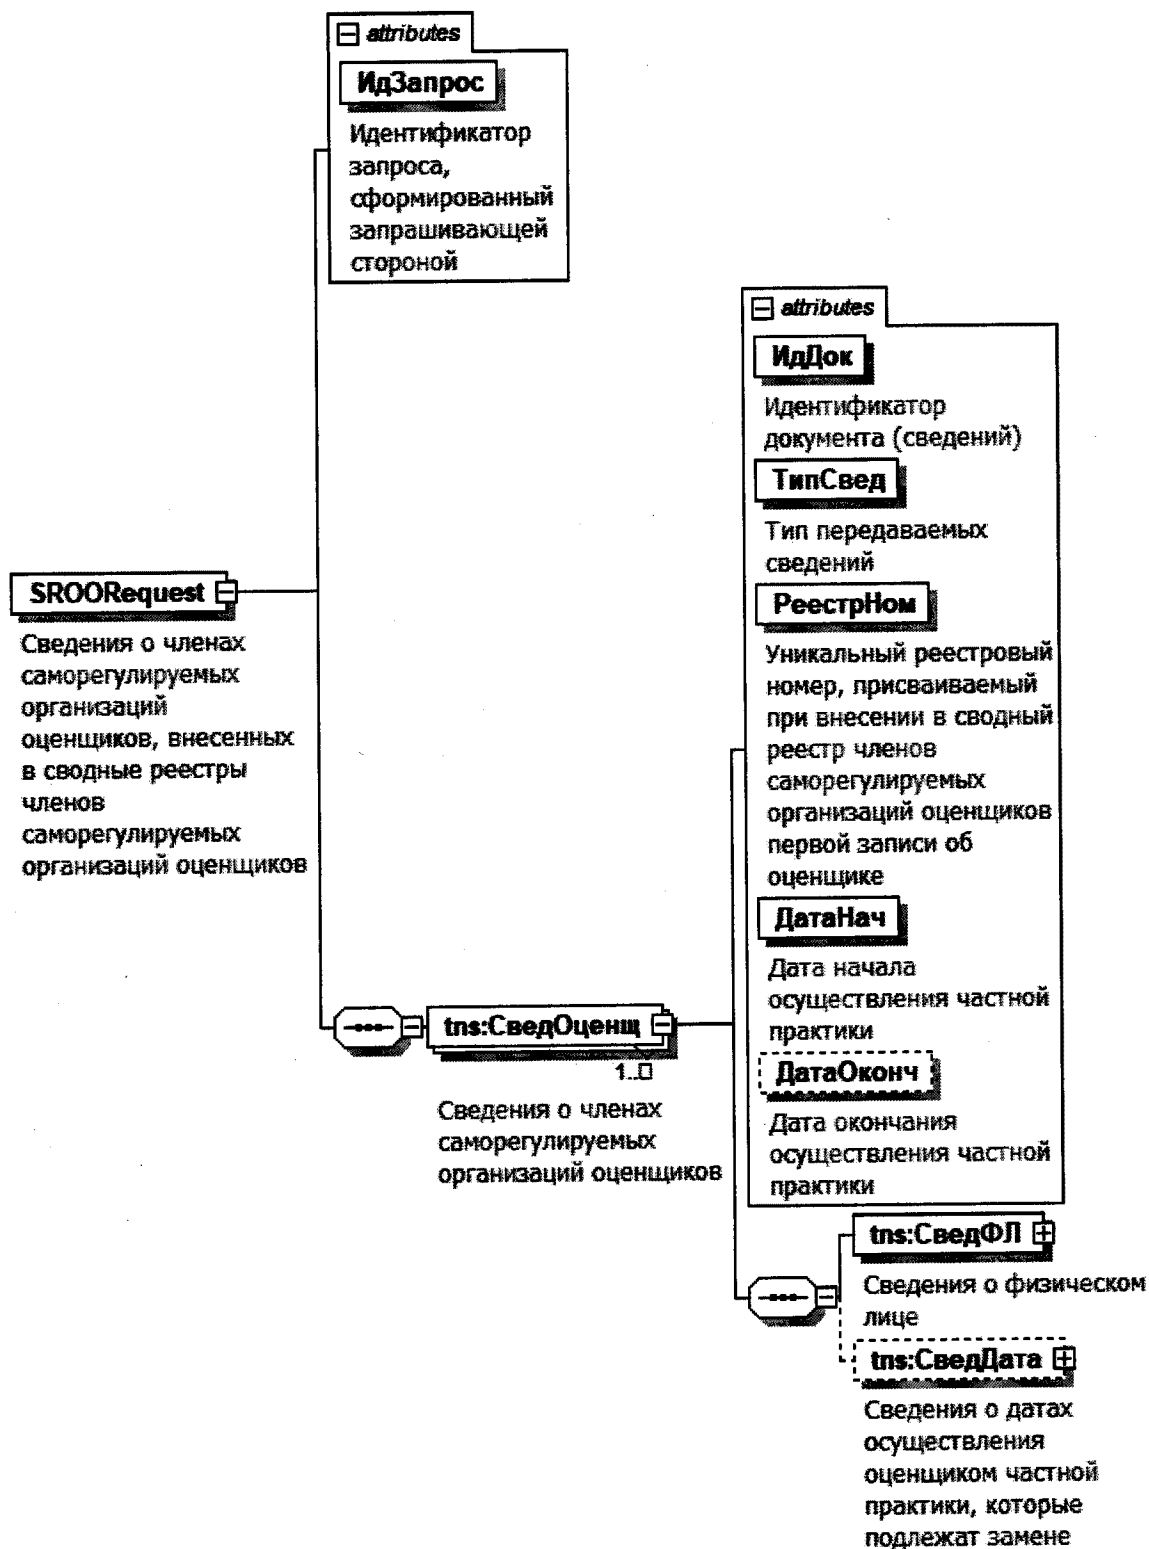 attributes
ИдЗапрос
Идентификатор
запроса,
сформированный
запрашивающей
стороной
attributes
ИдДок
Идентификатор
документа (сведений)
ТипСвед
Тип передаваемых
сведений
РеестрНом
Уникальный реестровый
номер, присваиваемый
при внесении в сводный
реестр членов
саморегулируемых
организаций оценщиков
первой записи об
оценщике
ДатаНач
Дата начала
осуществления частной
практики
ДатаОконч
Дата окончания
осуществления частной
практики
SROORequest
Сведения о членах
саморегулируемых
организаций
оценщиков, внесенных
в сводные реестры
членов
саморегулируемых
организаций оценщиков
tns:СведОценщ
1..□
Сведения о членах
саморегулируемых
организаций оценщиков
tns:СведФЛ
Сведения о физическом
лице
tns:СведДата
Сведения о датах
осуществления
оценщиком частной
практики, которые
подлежат замене